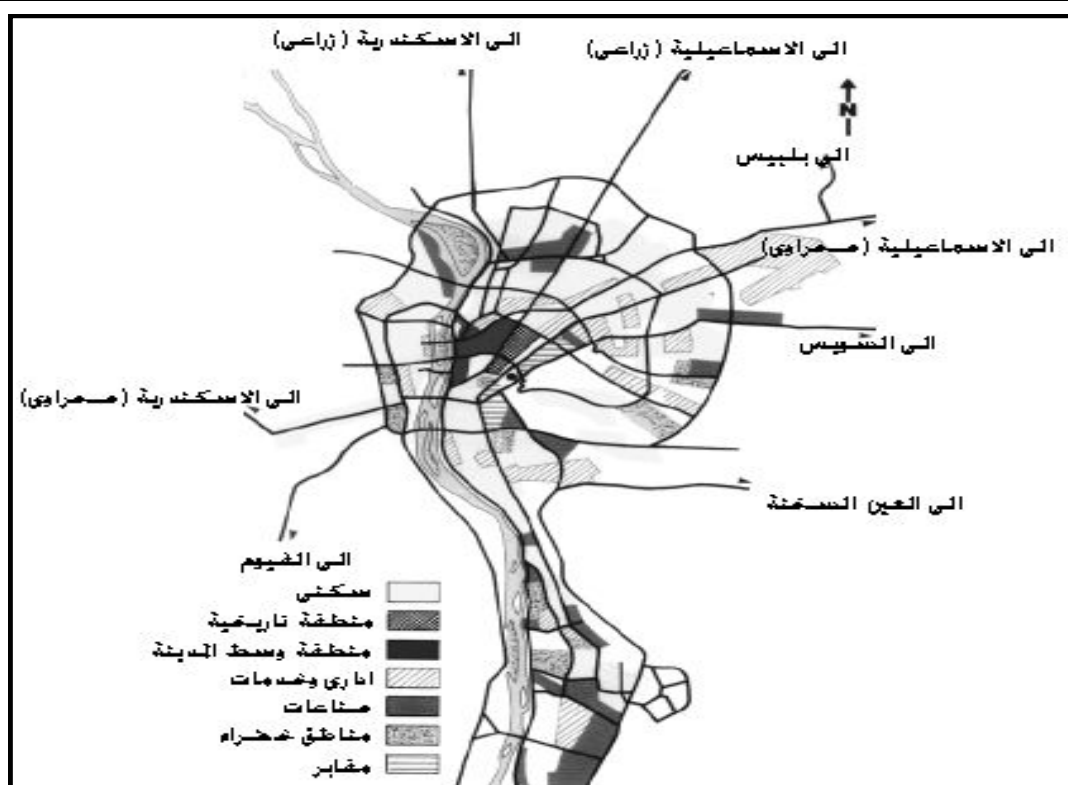 الى الاسكندرية (زراعى)
الى الاسماعيلية (زراعى)
N
الى بلبيس
الى الاسماعيلية (صحراوى)
الى السويس
الى الاسكندرية (صحراوى)
الى العين السخنة
الى الفيوم
سكنى
منطقة تاريخية
منطقة وسط المدينة
ادارى وخدمات
صناعات
مناطق خضراء
مقابر